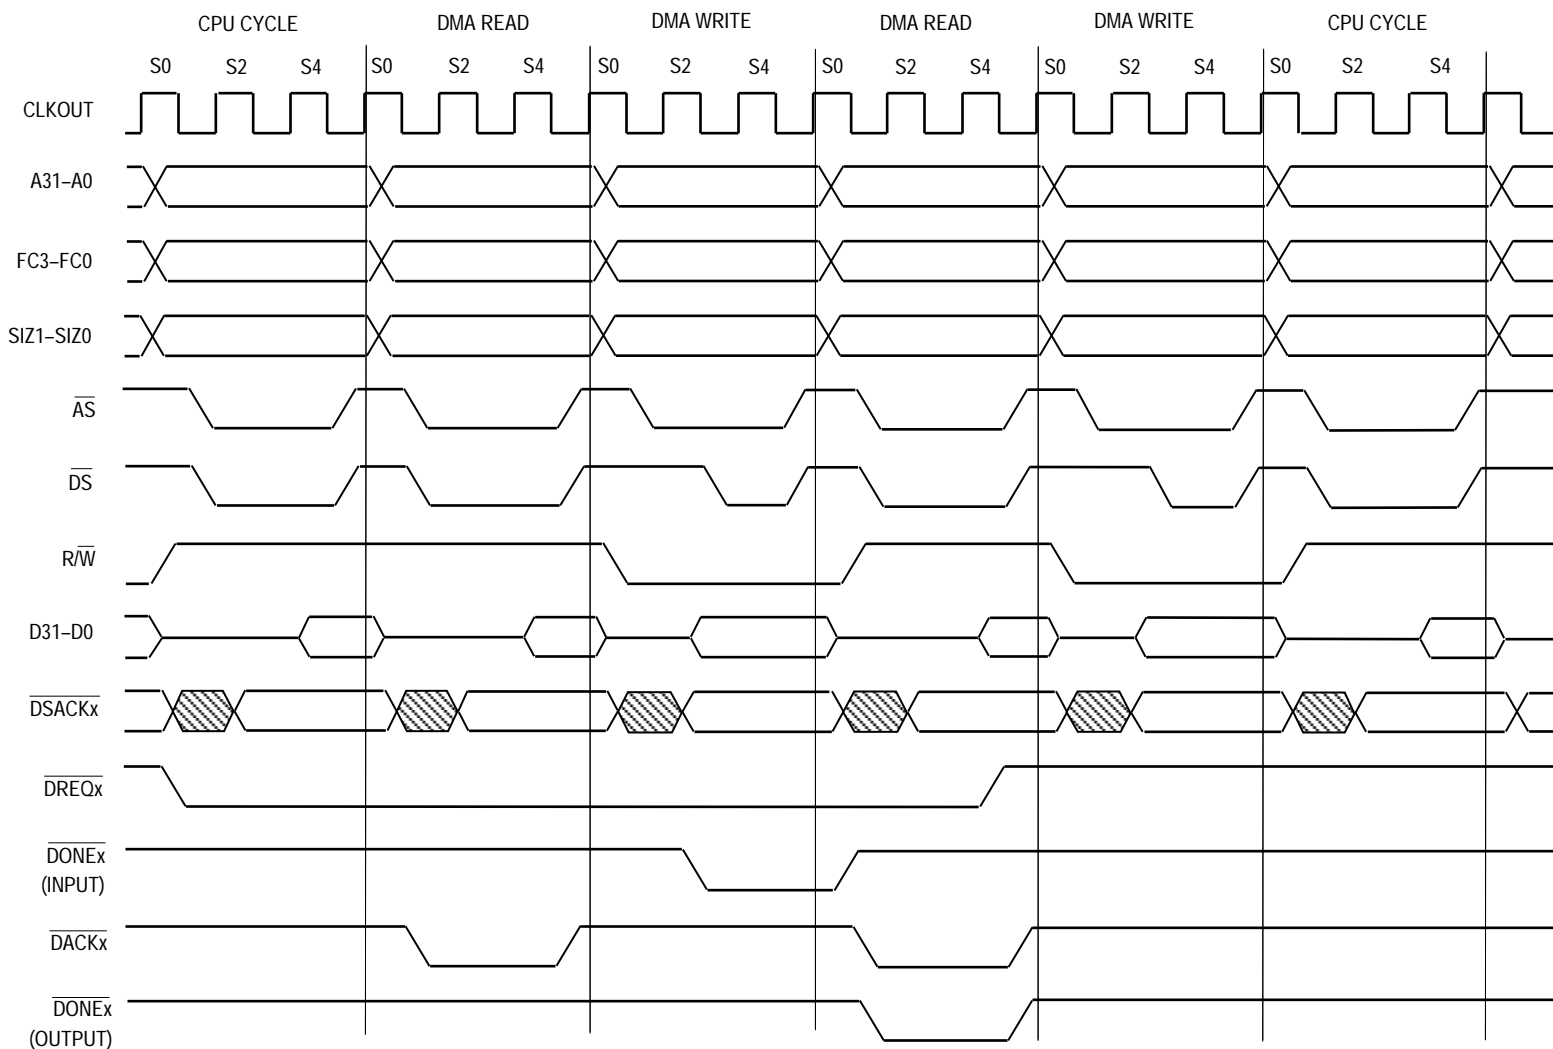 CPU CYCLE DMA READ DMA WRITE DMA READ DMA WRITE CPU CYCLE
S0 S2 S4 S0 S2 S4 S0 S2 S4 S0 S2 S4 S0 S2 S4 S0 S2 S4
CLKOUT
A31–A0
FC3–FC0
SIZ1–SIZ0
AS
DS
R/W
D31–D0
DSACKx
DREQx
DONEx
(INPUT)
DACKx
DONEx
(OUTPUT)